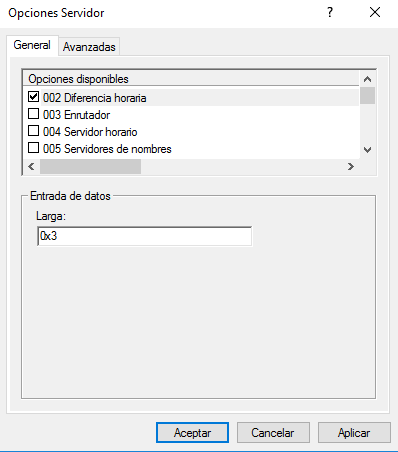 Opciones Servidor
General Avanzadas
Opciones disponibles
002 Diferencia horaria
003 Enrutador
004 Servidor horario
005 Servidores de nombres
Entrada de datos
Larga:
0x3
Aceptar Cancelar Aplicar